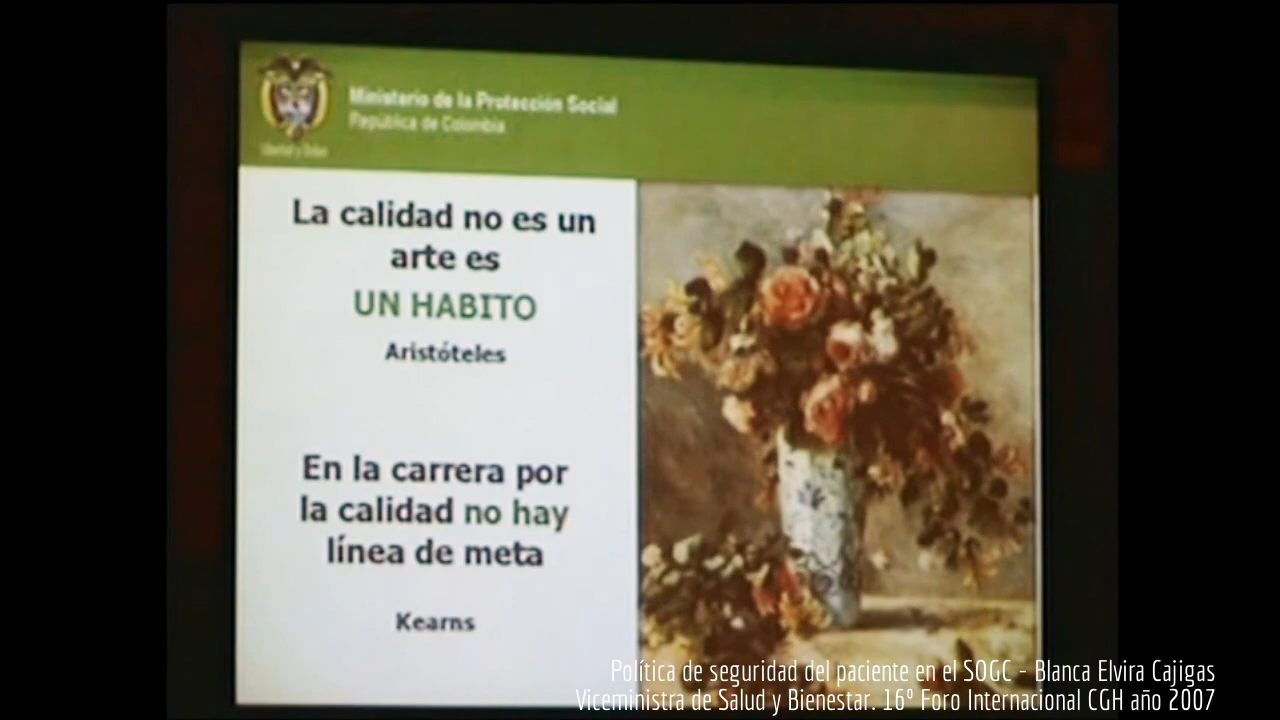 Ministerio de la Protección Social
República de Colombia
Libertad y Orden
La calidad no es un
arte es
UN HABITO
Aristóteles
En la carrera por
la calidad no hay
línea de meta
Kearns
Política de seguridad del paciente en el SOGC - Blanca Elvira Cajigas
Viceministra de Salud y Bienestar. 16º Foro Internacional CGH año 2007